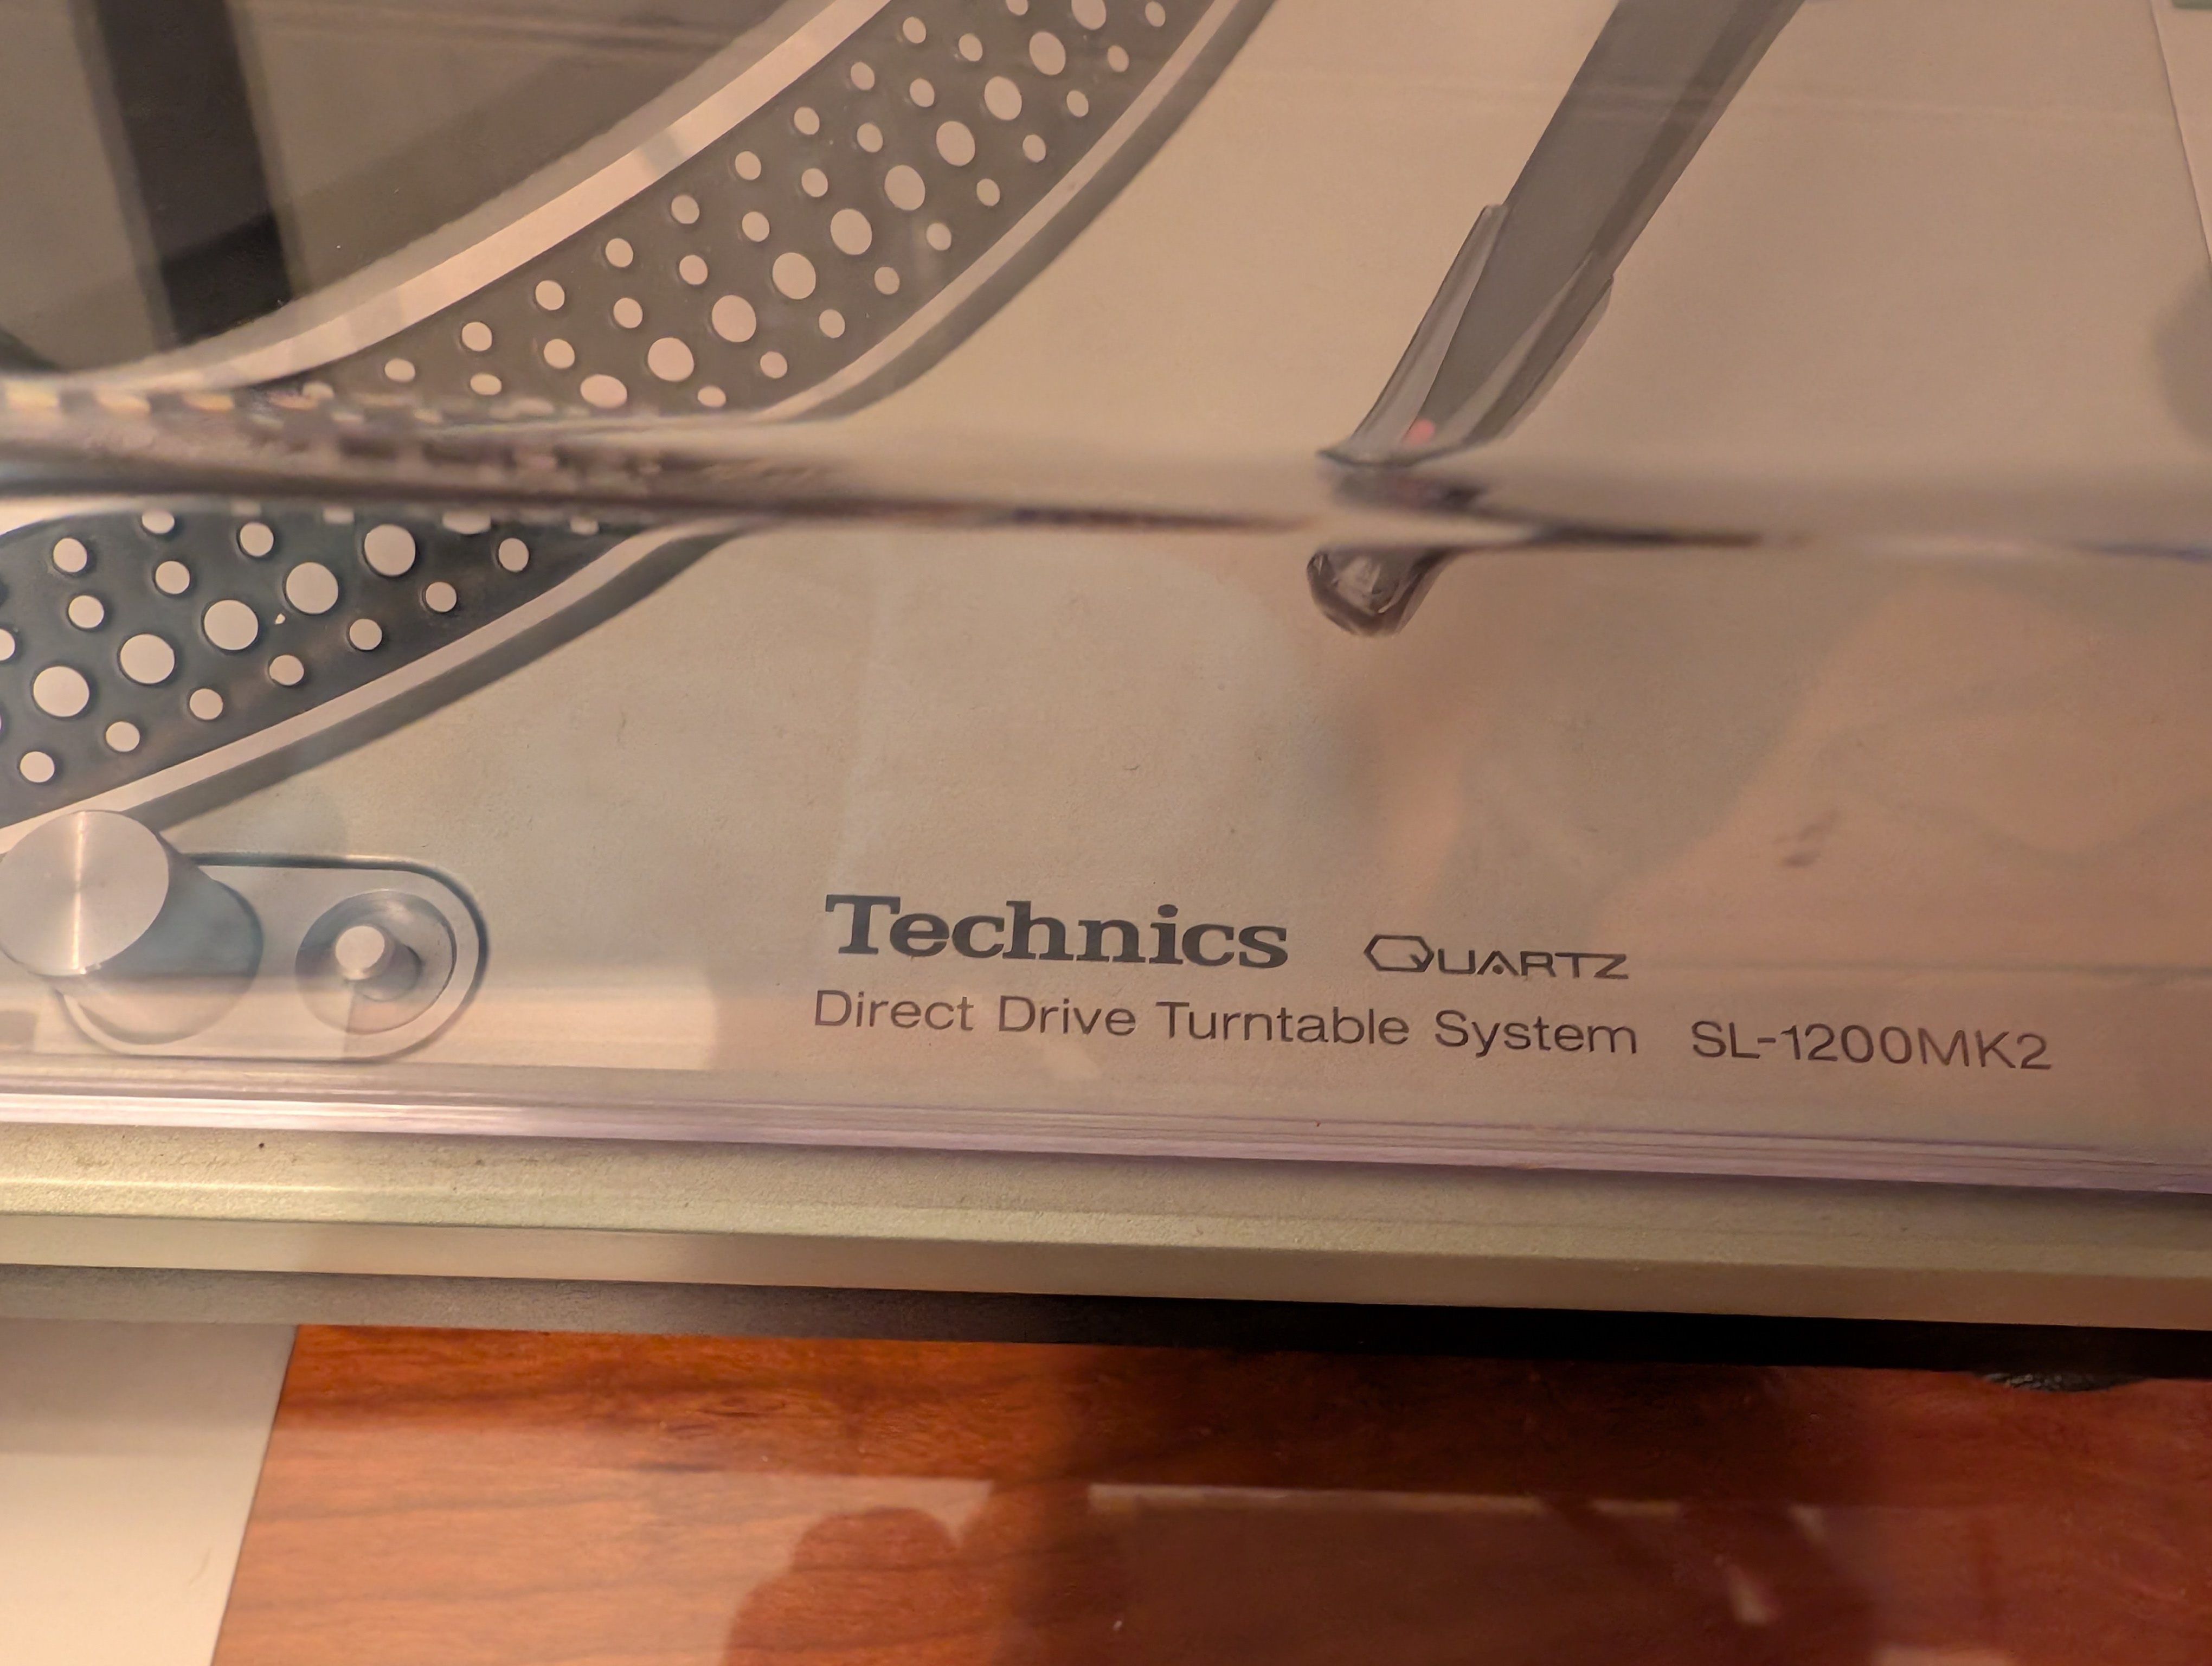 Technics QUARTZ
Direct Drive Turntable System SL-1200MK2